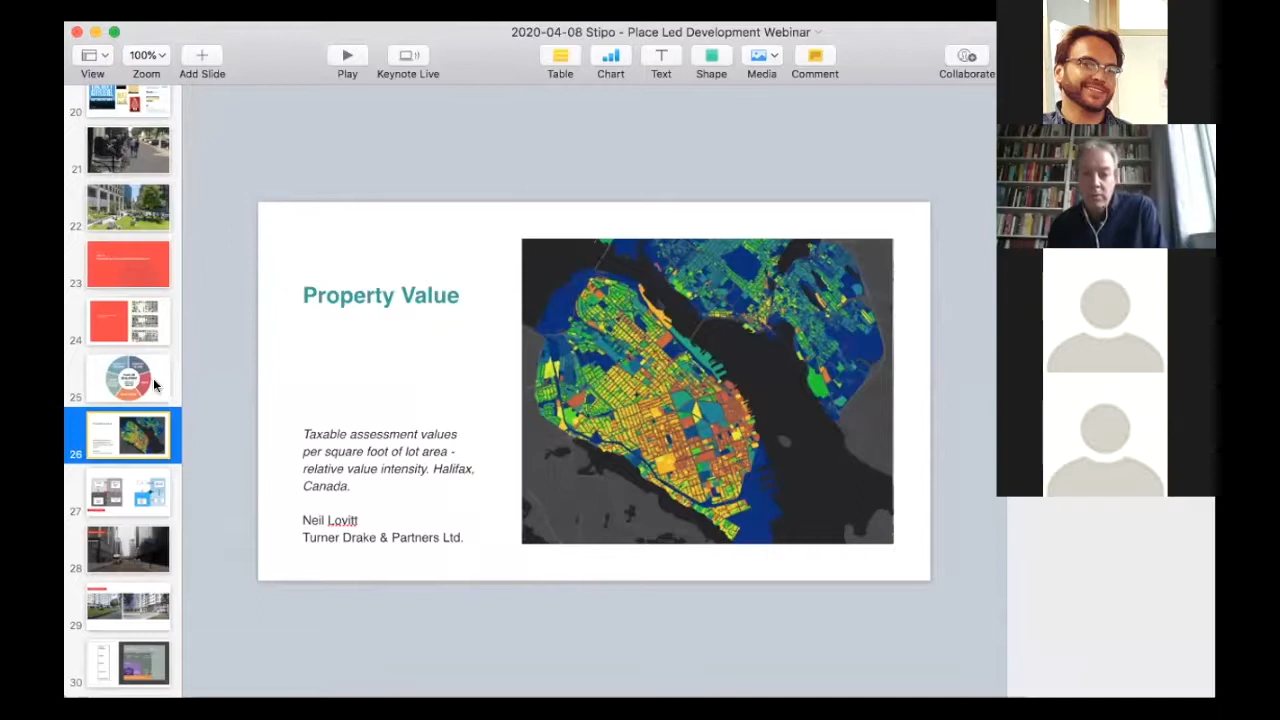 2020-04-08 Stipo - Place Led Development Webinar
100%
View
Zoom
Add Slide
Play
Keynote Live
Table
Chart
Text
Shape
Media
Comment
Collaborate
20
21
22
23
24
25
26
27
28
29
30
Property Value
Taxable assessment values
per square foot of lot area -
relative value intensity. Halifax,
Canada.
Neil Lovitt
Turner Drake & Partners Ltd.